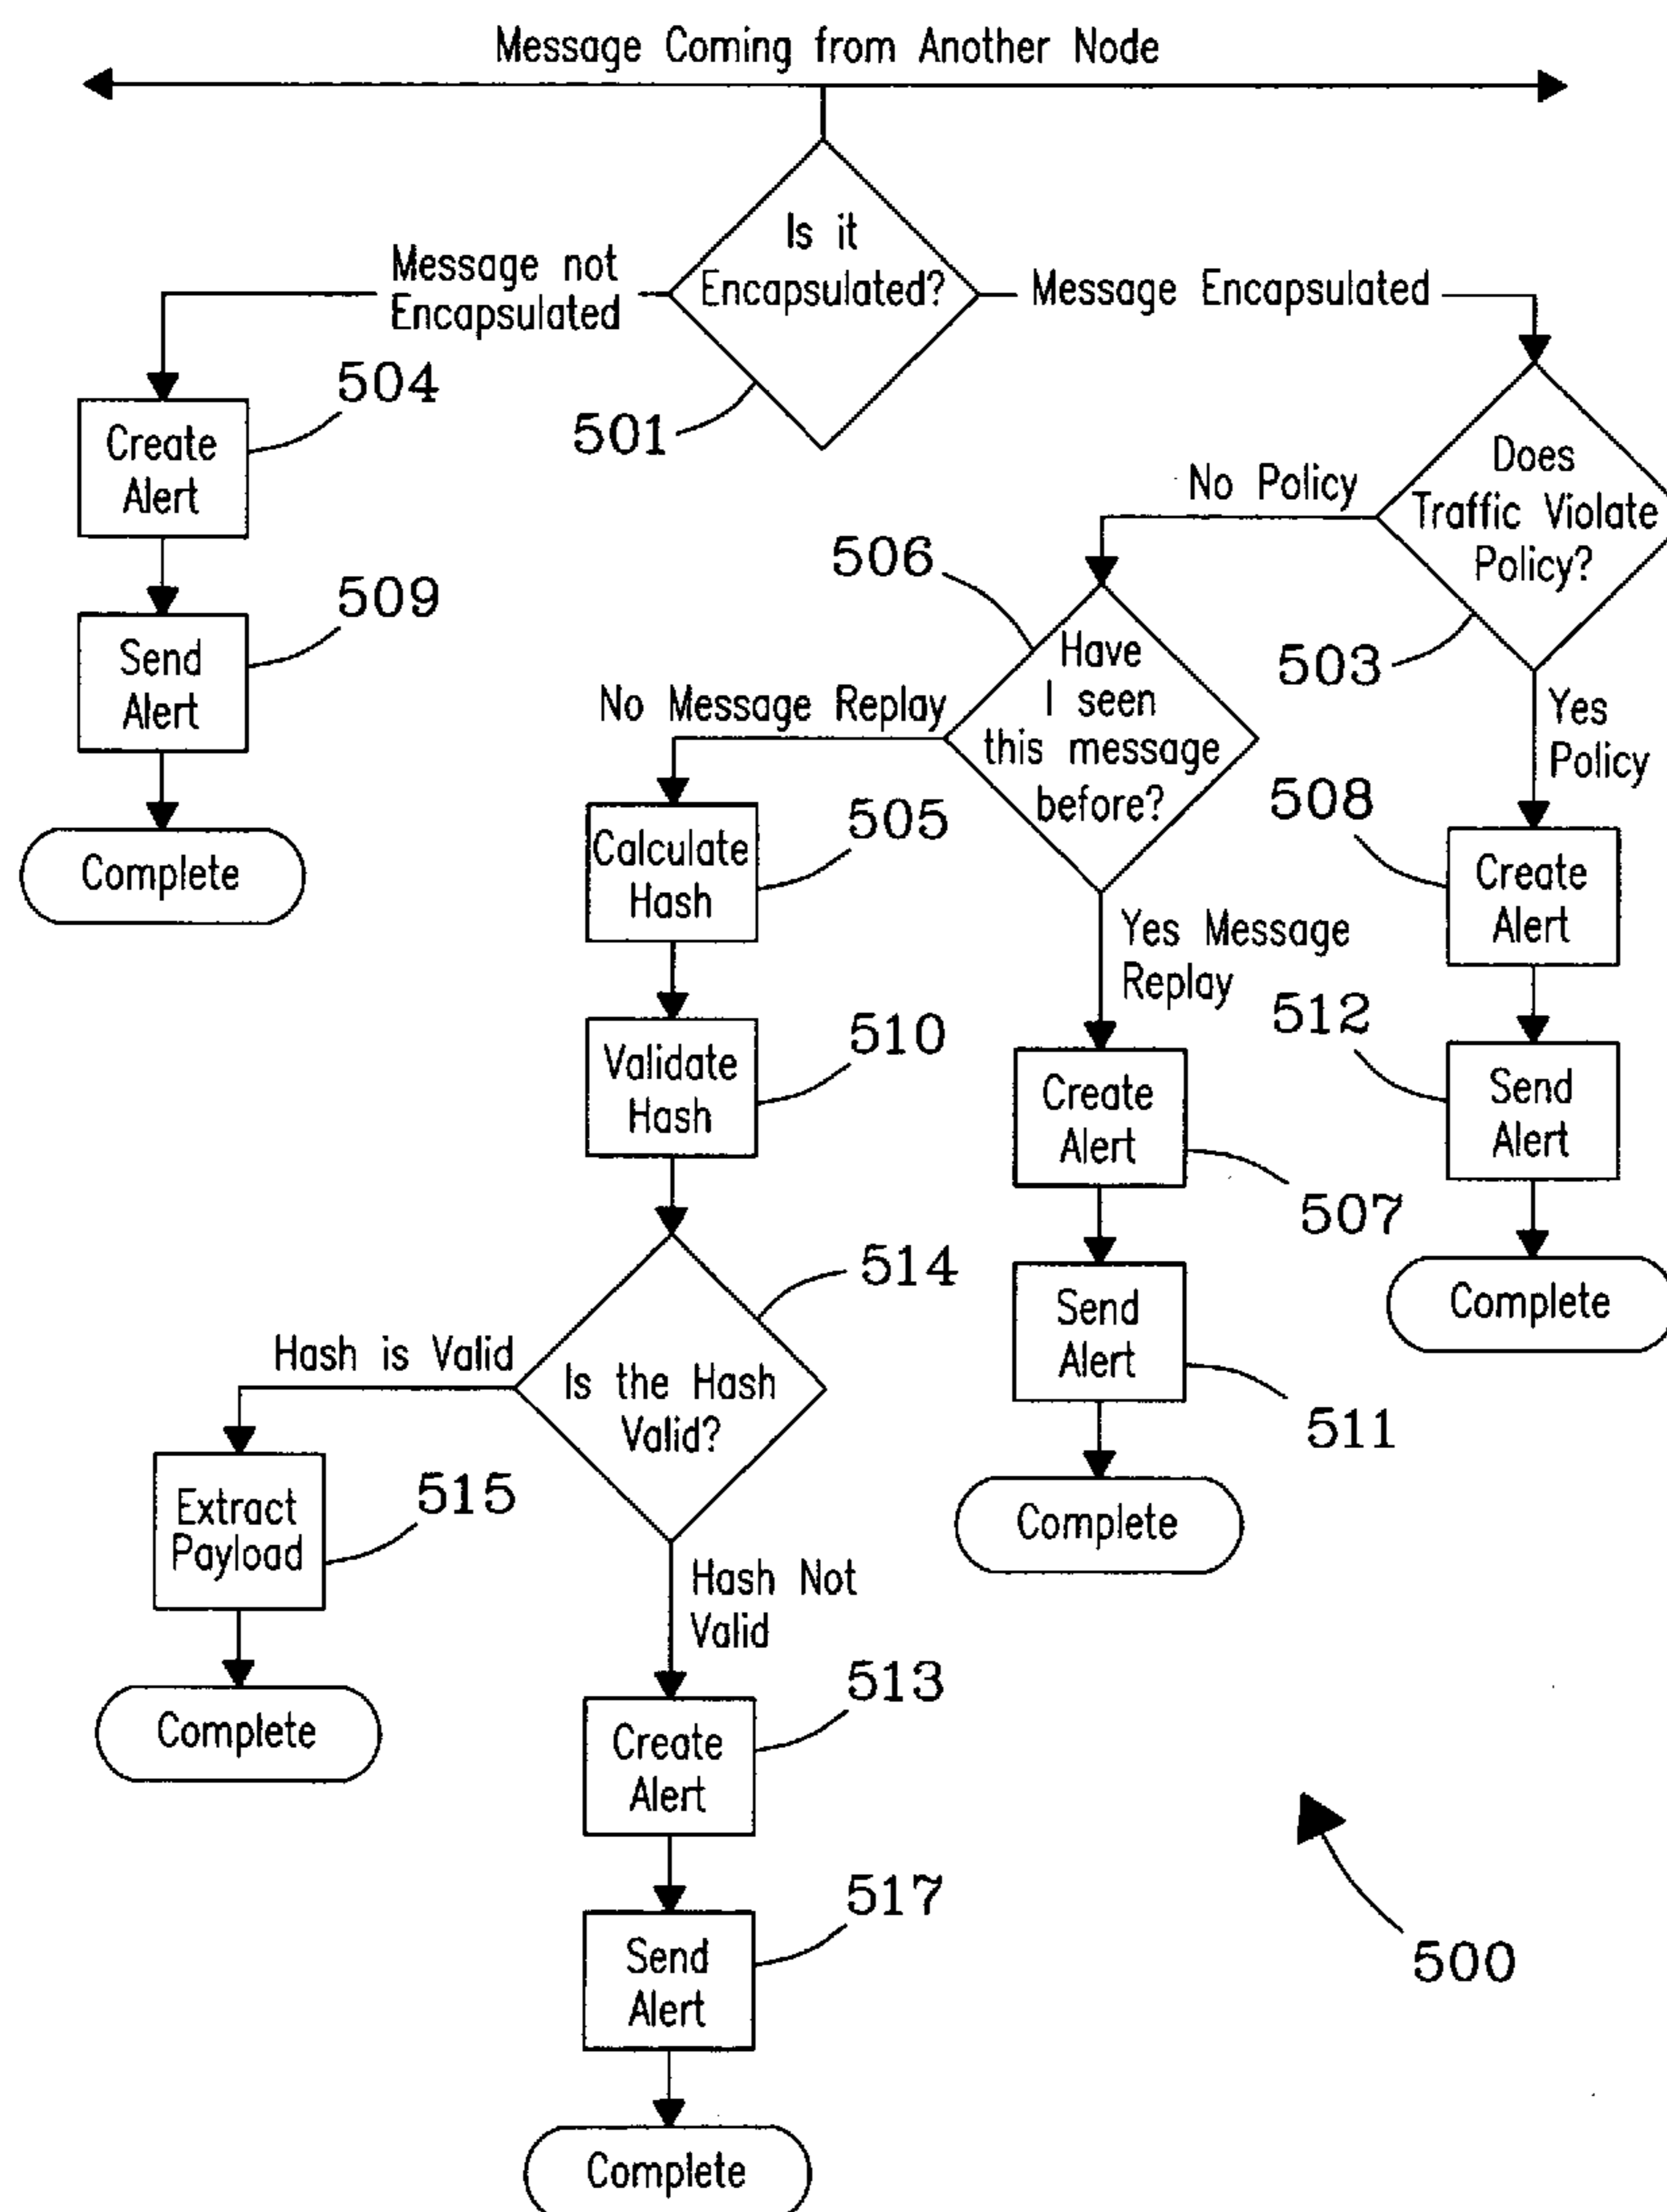 Message Coming from Another Node
Is it
Encapsulated?
Message not
Encapsulated
Message Encapsulated
501
504
Create
Alert
509
Send
Alert
Complete
Does
Traffic Violate
Policy?
503
No Policy
Yes
Policy
506
Have
I seen
this message
before?
No Message Replay
Yes Message
Replay
508
Create
Alert
512
Send
Alert
Complete
505
Calculate
Hash
510
Validate
Hash
Create
Alert
507
Send
Alert
511
Complete
514
Is the Hash
Valid?
Hash is Valid
Hash Not
Valid
Extract
Payload
515
Complete
513
Create
Alert
517
Send
Alert
Complete
500